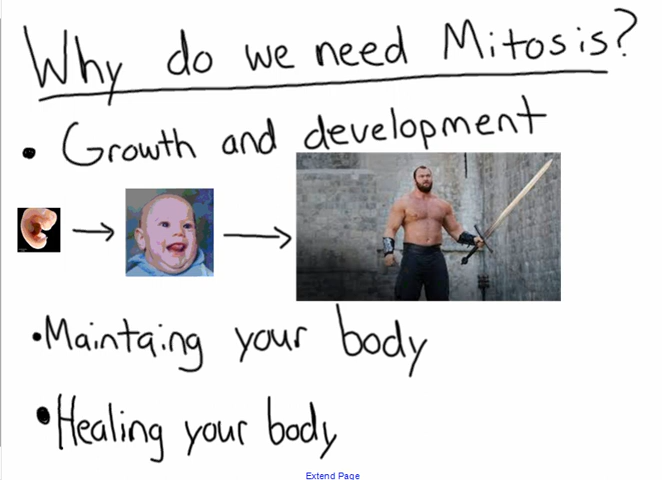 Why do we need Mitosis?
• Growth and development
• Maintaing your body
• Healing your body
Extend Page